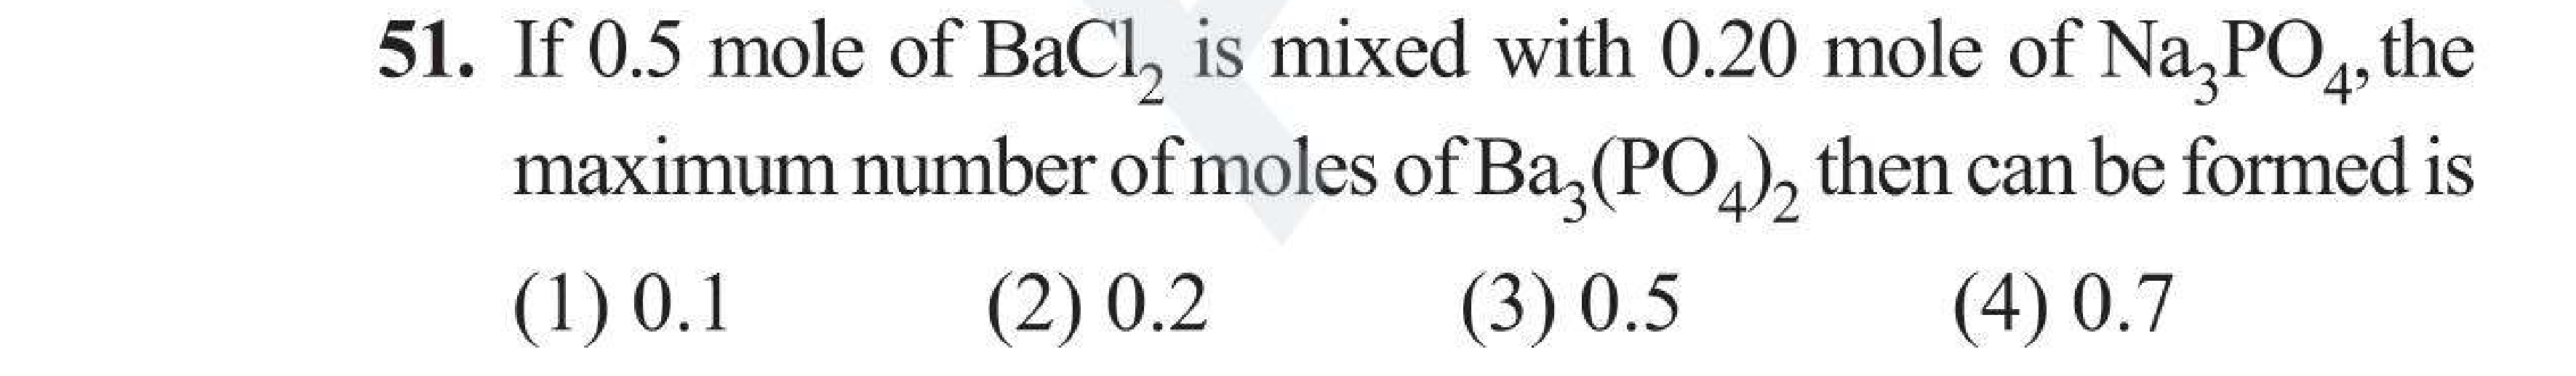 51. If 0.5 mole of BaCl₂ is mixed with 0.20 mole of Na₃PO₄, the
maximum number of moles of Ba₃(PO₄)₂ then can be formed is
(1) 0.1 (2) 0.2 (3) 0.5 (4) 0.7